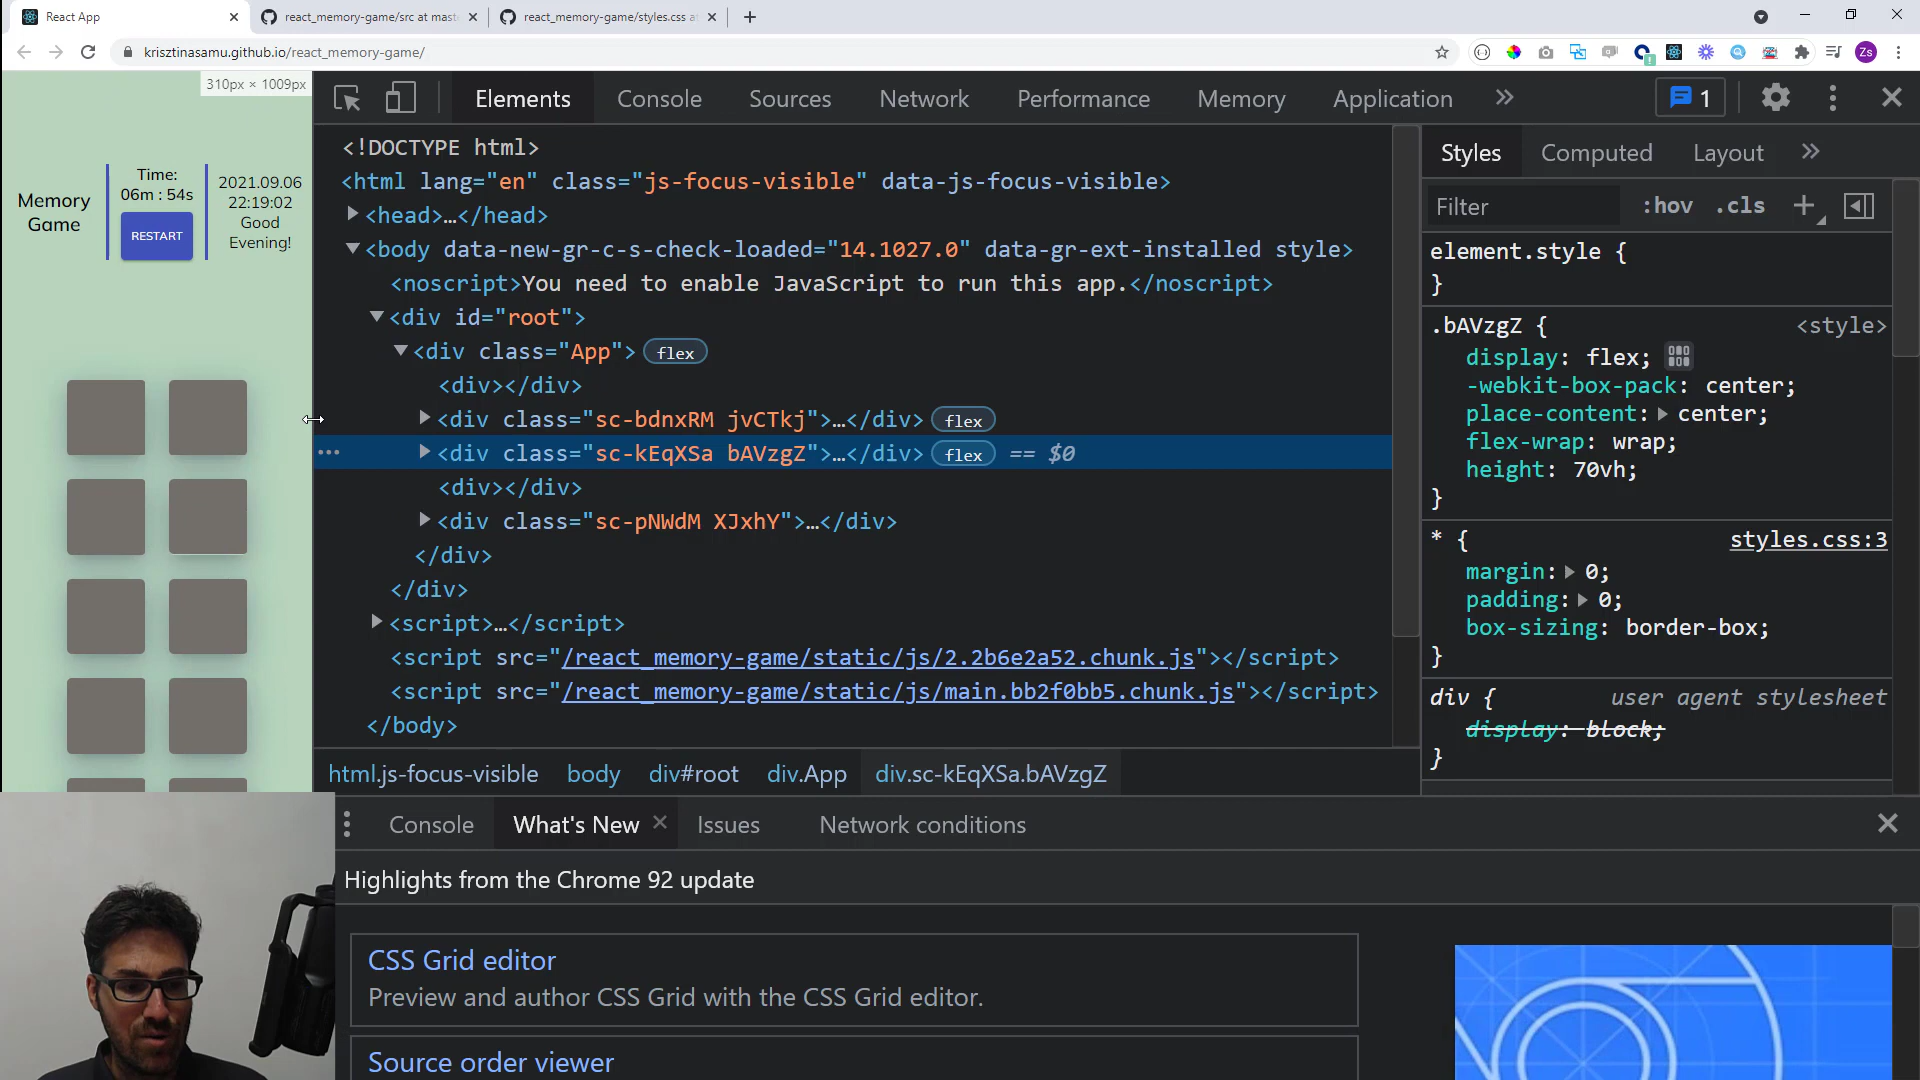 React App
react_memory-game/src at mast
react_memory-game/styles.css at
krisztinasamu.github.io/react_memory-game/
Zs
310px × 1009px
Memory
Game
Time:
06m : 54s
RESTART
2021.09.06
22:19:02
Good
Evening!
Elements
Console
Sources
Network
Performance
Memory
Application
1
<!DOCTYPE html>
<html lang="en" class="js-focus-visible" data-js-focus-visible>
<head>…</head>
<body data-new-gr-c-s-check-loaded="14.1027.0" data-gr-ext-installed style>
<noscript>You need to enable JavaScript to run this app.</noscript>
<div id="root">
<div class="App"> flex
<div></div>
<div class="sc-bdnxRM jvCTkj">…</div> flex
<div class="sc-kEqXSa bAVzgZ">…</div> flex == $0
<div></div>
<div class="sc-pNWdM XJxhY">…</div>
</div>
</div>
<script>…</script>
<script src="/react_memory-game/static/js/2.2b6e2a52.chunk.js"></script>
<script src="/react_memory-game/static/js/main.bb2f0bb5.chunk.js"></script>
</body>
html.js-focus-visible body div#root div.App div.sc-kEqXSa.bAVzgZ
Styles
Computed
Layout
Filter
:hov
.cls
element.style {
}
.bAVzgZ { <style>
display: flex;
-webkit-box-pack: center;
place-content: center;
flex-wrap: wrap;
height: 70vh;
}
* { styles.css:3
margin: 0;
padding: 0;
box-sizing: border-box;
}
div { user agent stylesheet
display: block;
}
Console
What's New
Issues
Network conditions
Highlights from the Chrome 92 update
CSS Grid editor
Preview and author CSS Grid with the CSS Grid editor.
Source order viewer